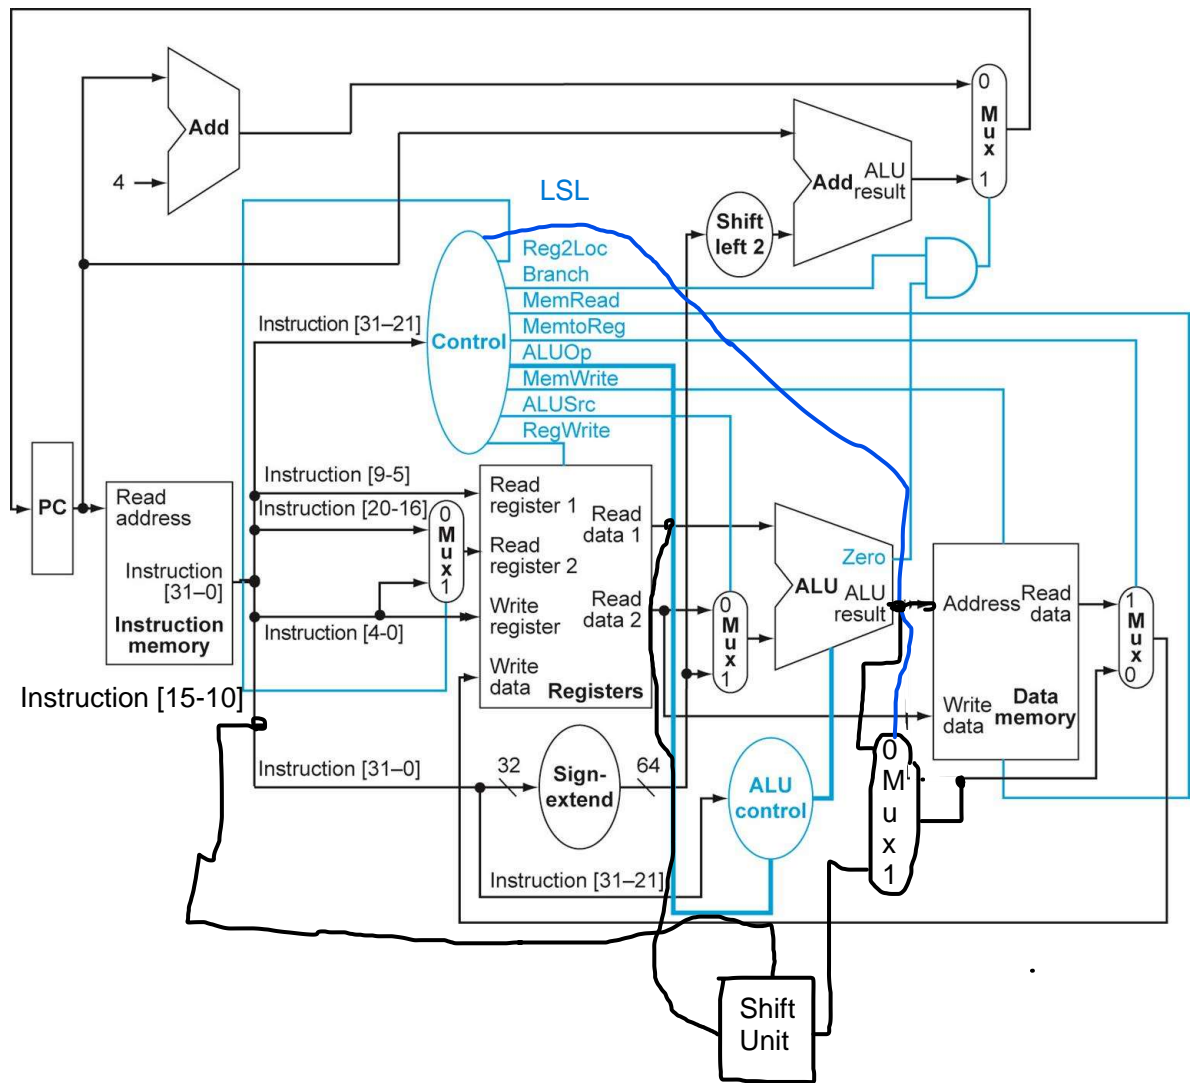 0
M
u
x
1
Add
4
Add
ALU
result
LSL
Shift
left 2
Reg2Loc
Branch
MemRead
MemtoReg
ALUOp
MemWrite
ALUSrc
RegWrite
Instruction [31–21]
Control
PC
Read
address
Instruction
[31–0]
Instruction
memory
Instruction [9-5]
Instruction [20-16]
0
M
u
x
1
Instruction [4-0]
Read
register 1
Read
register 2
Write
register
Write
data
Read
data 1
Read
data 2
Registers
0
M
u
x
1
Zero
ALU
ALU
result
Address
Read
data
Write
data
Data
memory
1
M
u
x
0
Instruction [15-10]
Instruction [31–0]
32
Sign-
extend
64
ALU
control
Instruction [31–21]
0
M
u
x
1
Shift
Unit